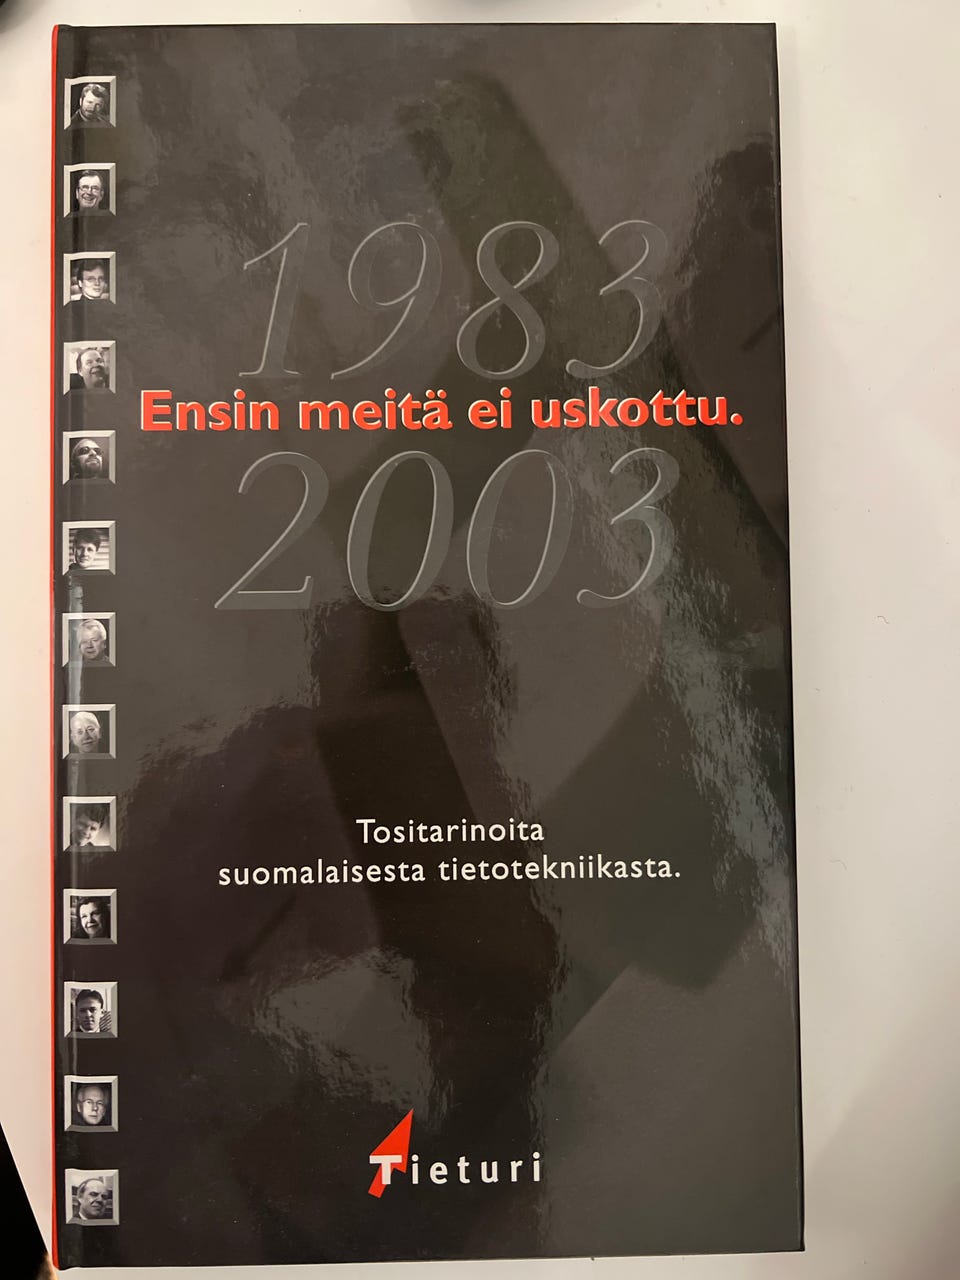 1983
Ensin meitä ei uskottu.
2003
Tositarinoita
suomalaisesta tietotekniikasta.
Tieturi